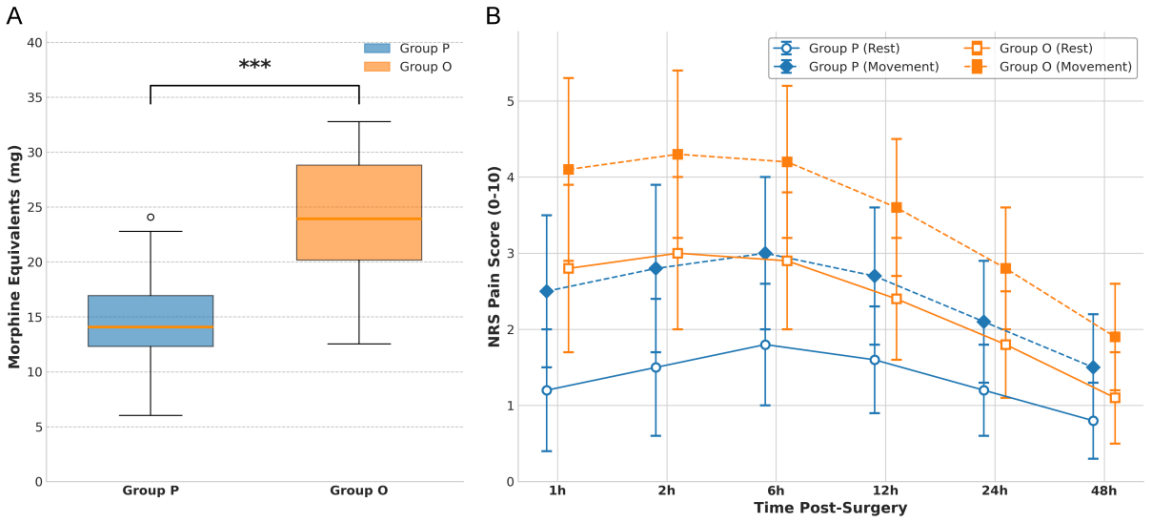 A
Morphine Equivalents (mg)
40
35
30
25
20
15
10
5
0
***
Group P
Group O
Group P
Group O
B
NRS Pain Score (0-10)
5
4
3
2
1
0
Group P (Rest)
Group P (Movement)
Group O (Rest)
Group O (Movement)
1h
2h
6h
12h
24h
48h
Time Post-Surgery